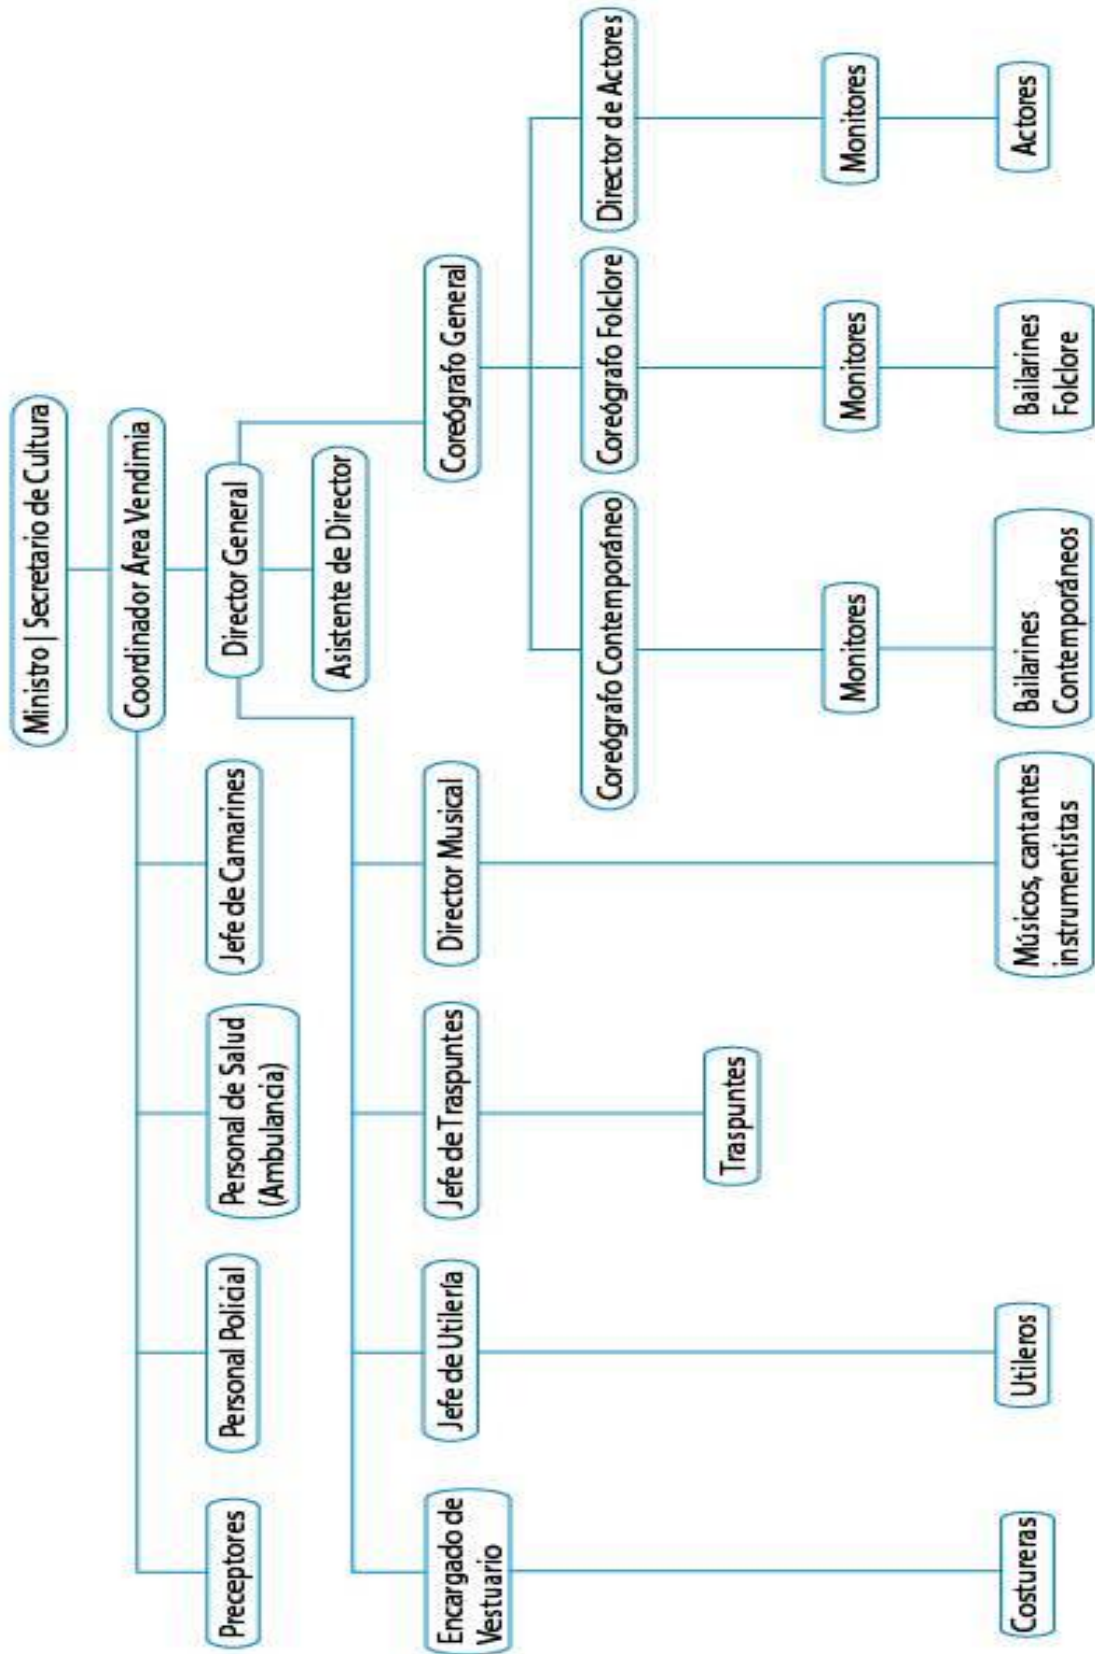 Ministro | Secretario de Cultura
Coordinador Área Vendimia
Preceptores
Personal Policial
Personal de Salud
(Ambulancia)
Jefe de Camarines
Director General
Asistente de Director
Encargado de
Vestuario
Jefe de Utilería
Jefe de Traspuntes
Director Musical
Coreógrafo General
Coreógrafo Contemporáneo
Coreógrafo Folclore
Director de Actores
Traspuntes
Monitores
Monitores
Monitores
Costureras
Utileros
Músicos, cantantes
instrumentistas
Bailarines
Contemporáneos
Bailarines
Folclore
Actores